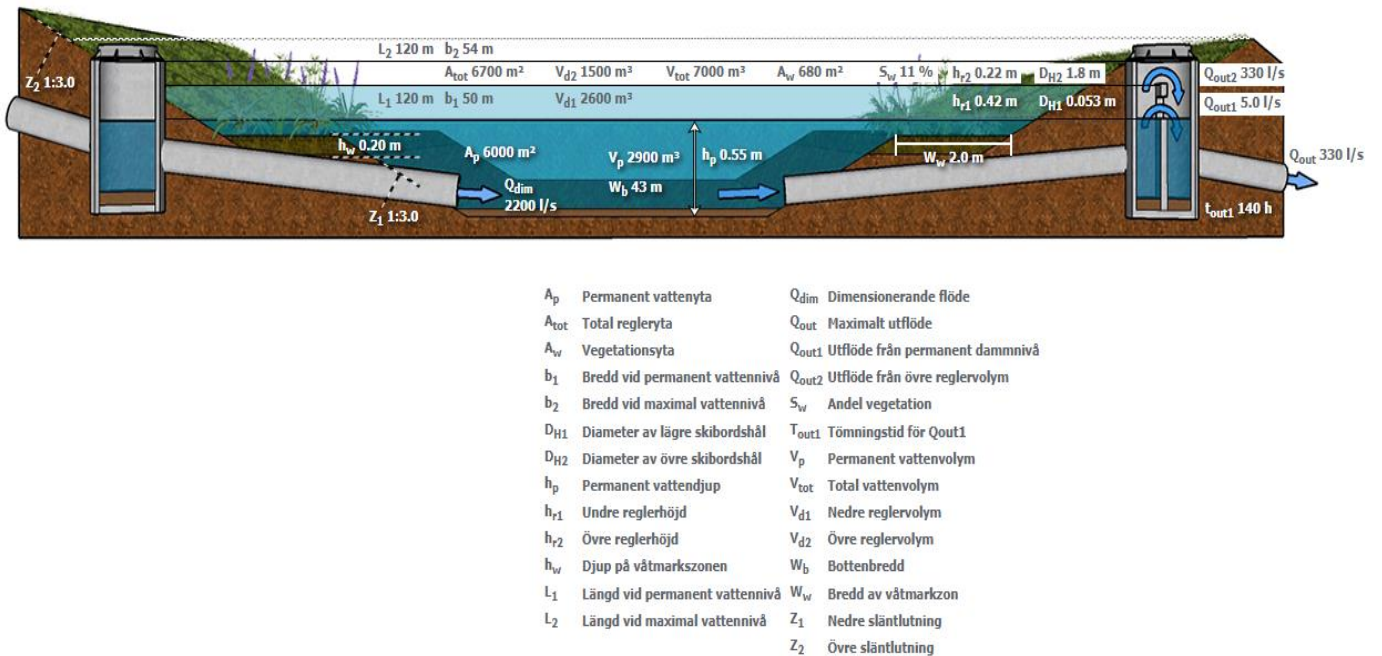 L2 120 m b2 54 m
Z2 1:3.0
Atot 6700 m² Vd2 1500 m³ Vtot 7000 m³ Aw 680 m² Sw 11 % hr2 0.22 m DH2 1.8 m Qout2 330 l/s
L1 120 m b1 50 m Vd1 2600 m³ hr1 0.42 m DH1 0.053 m Qout1 5.0 l/s
hw 0.20 m Ap 6000 m² Vp 2900 m³ hp 0.55 m Ww 2.0 m Qout 330 l/s
Qdim Wb 43 m
2200 l/s
Z1 1:3.0 tout1 140 h
Ap Permanent vattenyta Qdim Dimensionerande flöde
Atot Total regleryta Qout Maximalt utflöde
Aw Vegetationsyta Qout1 Utflöde från permanent dammnivå
b1 Bredd vid permanent vattennivå Qout2 Utflöde från övre reglervolym
b2 Bredd vid maximal vattennivå Sw Andel vegetation
DH1 Diameter av lägre skibordshål Tout1 Tömningstid för Qout1
DH2 Diameter av övre skibordshål Vp Permanent vattenvolym
hp Permanent vattendjup Vtot Total vattenvolym
hr1 Undre reglerhöjd Vd1 Nedre reglervolym
hr2 Övre reglerhöjd Vd2 Övre reglervolym
hw Djup på våtmarkszonen Wb Bottenbredd
L1 Längd vid permanent vattennivå Ww Bredd av våtmarkzon
L2 Längd vid maximal vattennivå Z1 Nedre släntlutning
Z2 Övre släntlutning